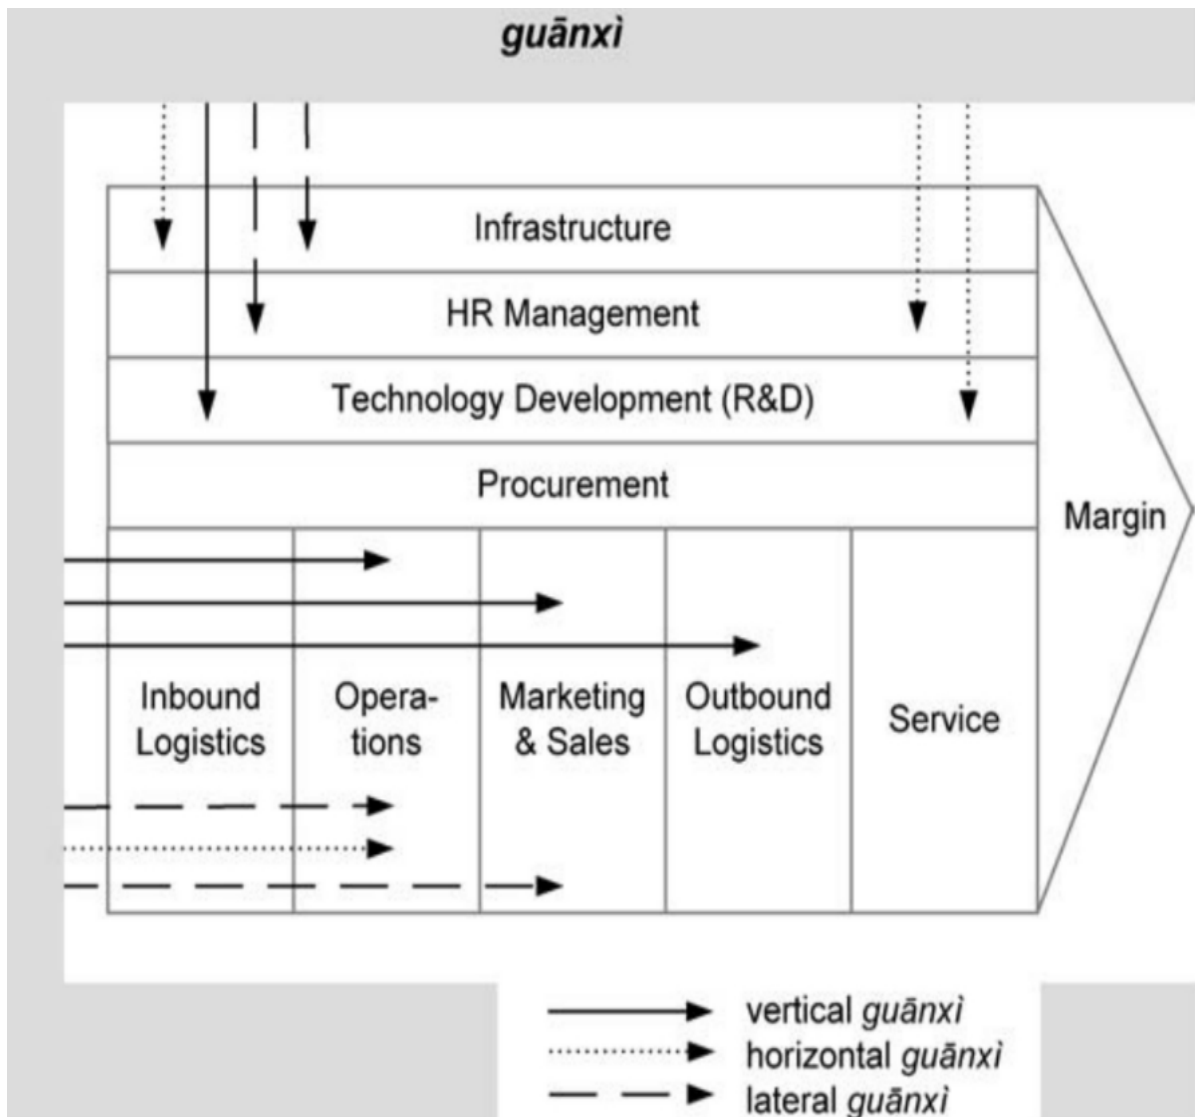 guānxì
Infrastructure
HR Management
Technology Development (R&D)
Procurement
Margin
Inbound
Logistics
Opera-
tions
Marketing
& Sales
Outbound
Logistics
Service
vertical guānxì
horizontal guānxì
lateral guānxì